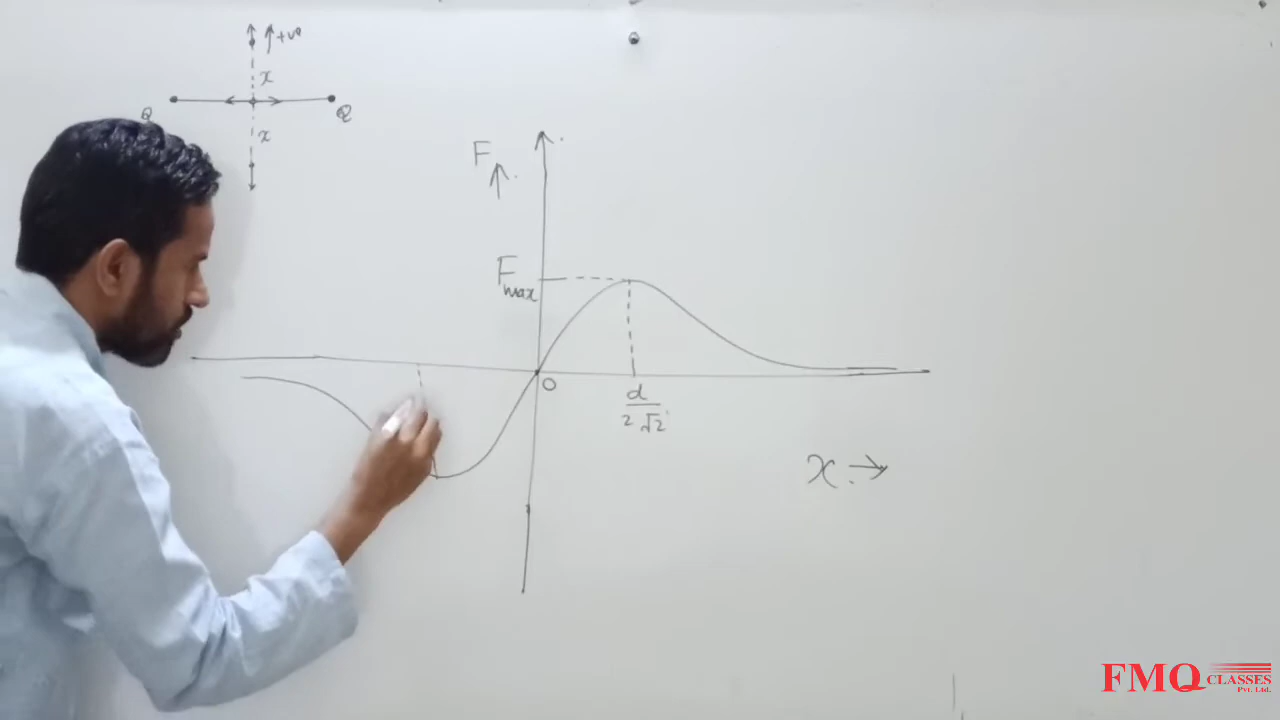 +ve
x
Q
Q
x
F
F max
O
d
2 √2
x →
FMQ
CLASSES
Pvt. Ltd.